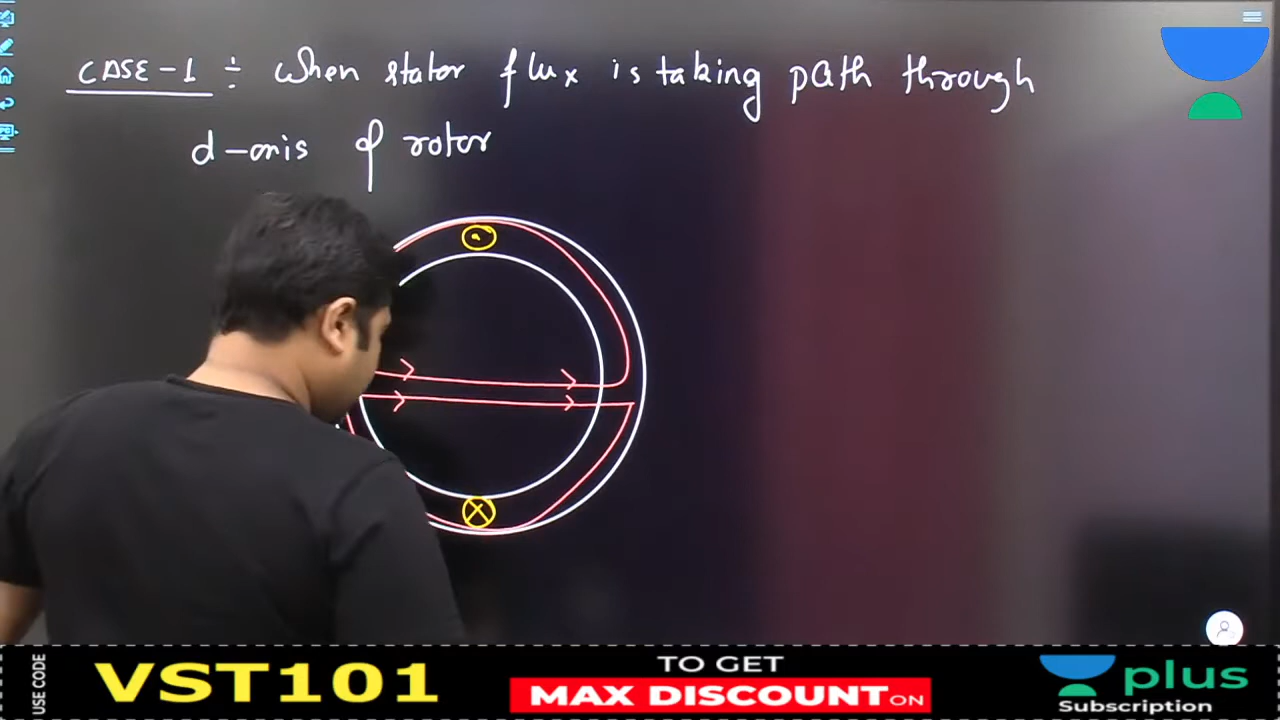 CASE-1 ÷ when stator flux is taking path through
d-axis of rotor
USE CODE
VST101
TO GET
MAX DISCOUNT ON
plus
Subscription